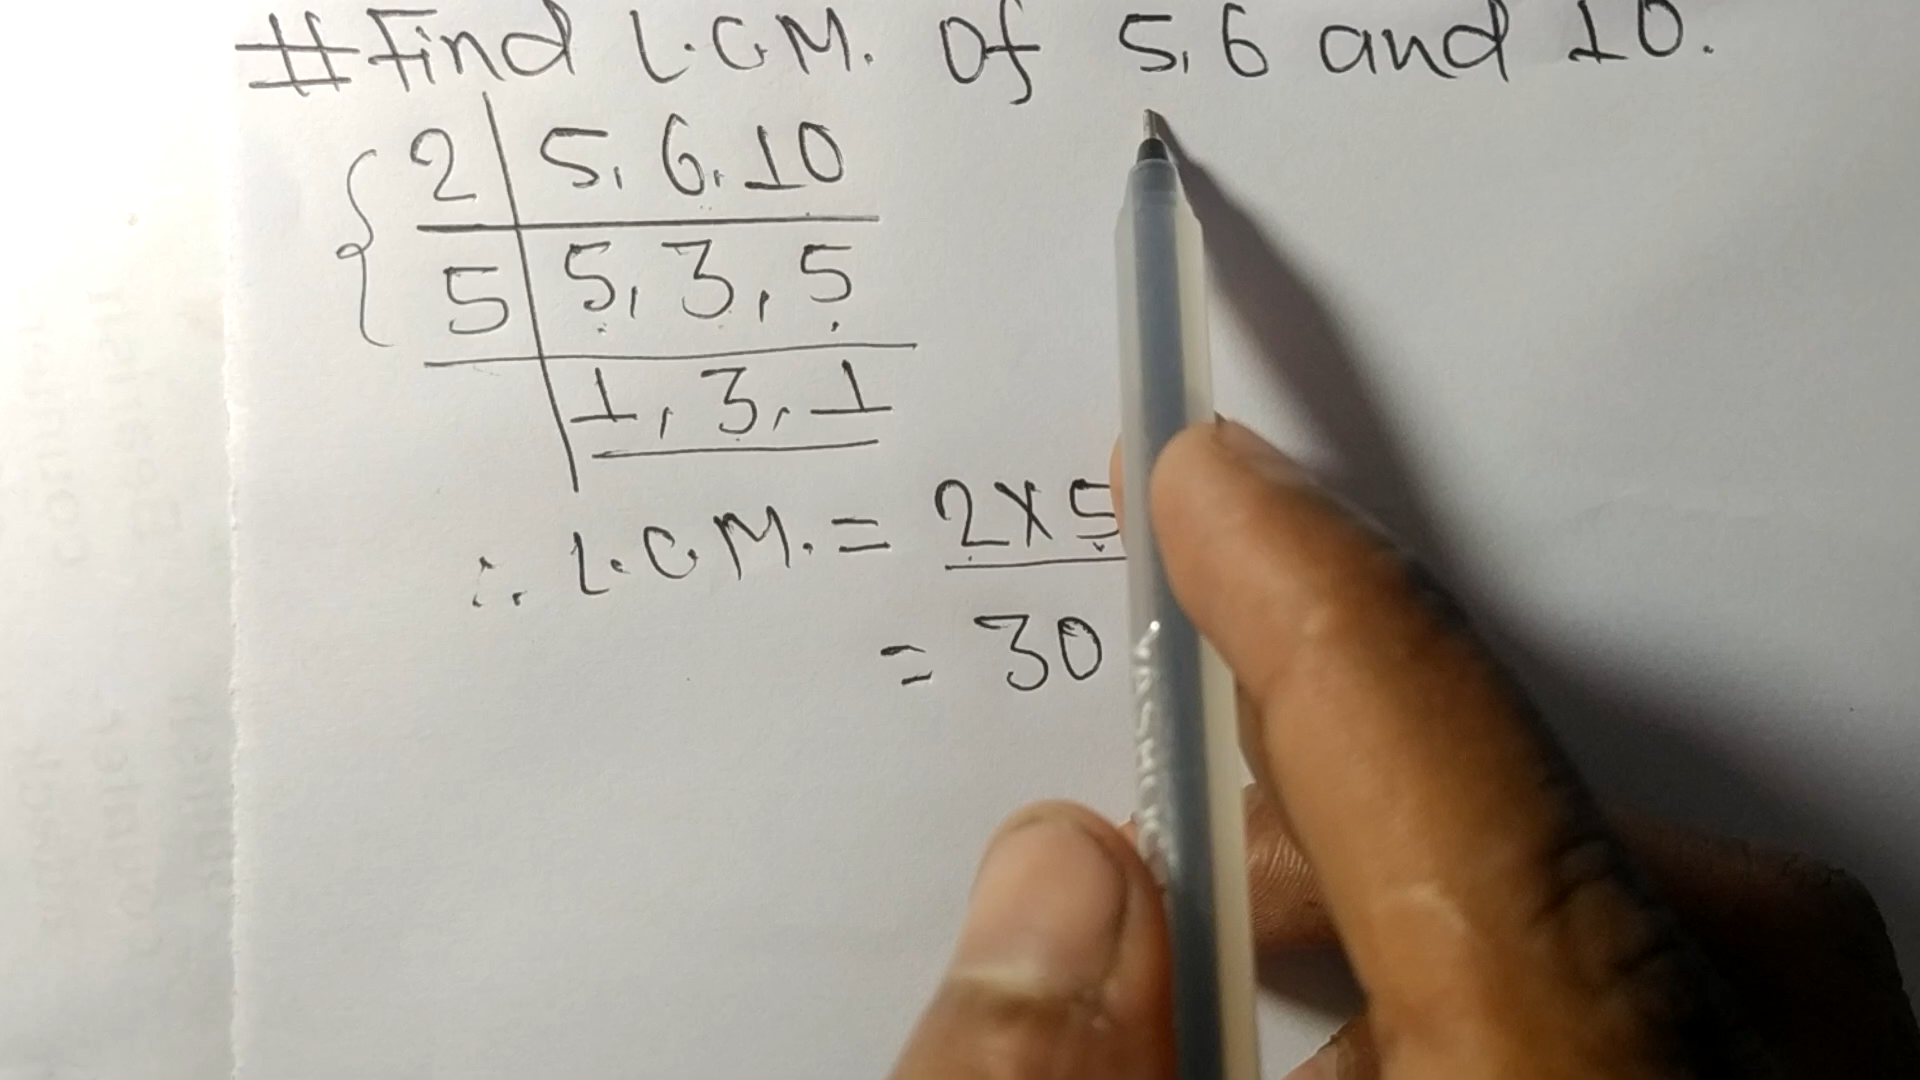 # Find L.C.M. Of 5, 6 and 10.
2 | 5, 6, 10
5 | 5, 3, 5
1, 3, 1
∴ L.C.M. = 2 X 5
= 30